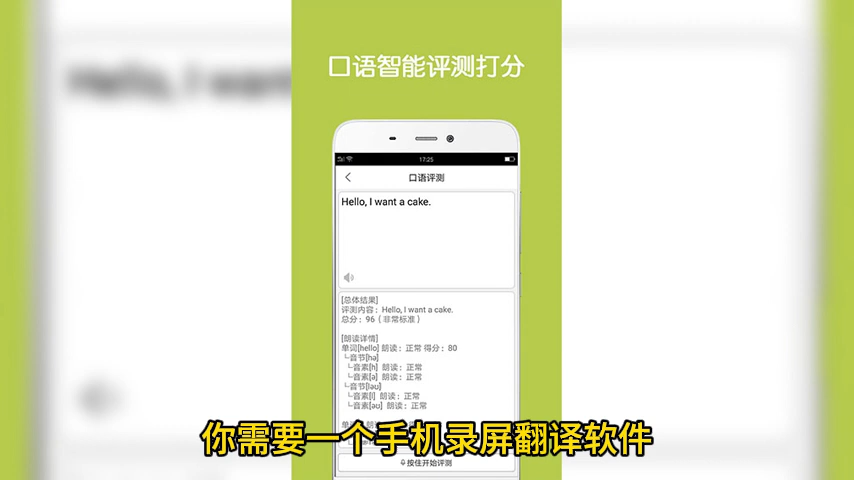 口语智能评测打分
17:25
口语评测
Hello, I want a cake.
[总体结果]
评测内容：Hello, I want a cake.
总分：96（非常标准）
[朗读详情]
单词[hello] 朗读：正常 得分：80
└音节[hə]
└音素[h] 朗读：正常
└音素[ə] 朗读：正常
└音节[ləʊ]
└音素[l] 朗读：正常
└音素[əu] 朗读：正常
你需要一个手机录屏翻译软件
按住开始评测